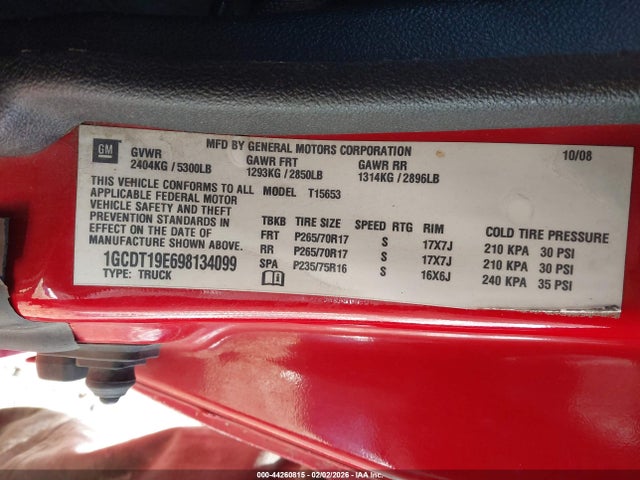 GM
MFD BY GENERAL MOTORS CORPORATION 10/08
GVWR GAWR FRT GAWR RR
2404KG / 5300LB 1293KG / 2850LB 1314KG / 2896LB
THIS VEHICLE CONFORMS TO ALL
APPLICABLE FEDERAL MOTOR
VEHICLE SAFETY AND THEFT
PREVENTION STANDARDS IN
EFFECT ON THE DATE OF
MANUFACTURE SHOWN ABOVE.
1GCDT19E698134099
TYPE: TRUCK
MODEL T15653
TBKB TIRE SIZE SPEED RTG RIM COLD TIRE PRESSURE
FRT P265/70R17 S 17X7J 210 KPA 30 PSI
RR P265/70R17 S 17X7J 210 KPA 30 PSI
SPA P235/75R16 S 16X6J 240 KPA 35 PSI
000-44260815 - 02/02/2026 - IAA Inc.